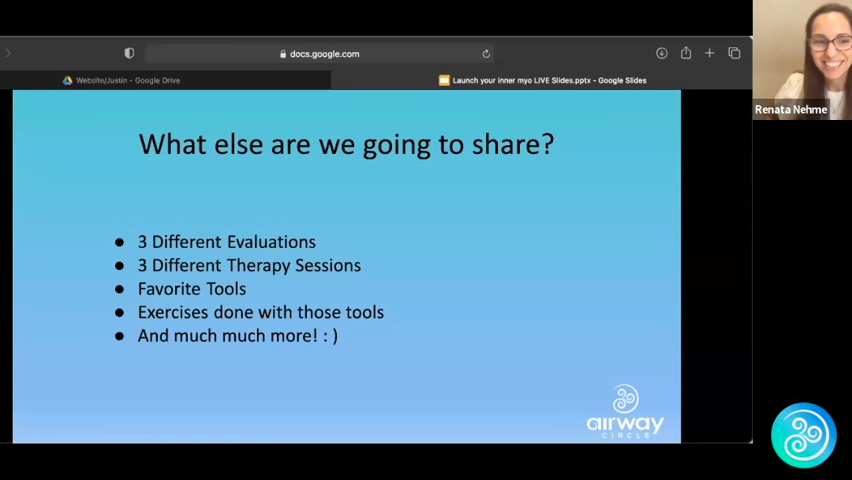 docs.google.com
Website/Justin - Google Drive
Launch your inner myo LIVE Slides.pptx - Google Slides
Renata Nehme
What else are we going to share?
● 3 Different Evaluations
● 3 Different Therapy Sessions
● Favorite Tools
● Exercises done with those tools
● And much much more! : )
airway
CIRCLE